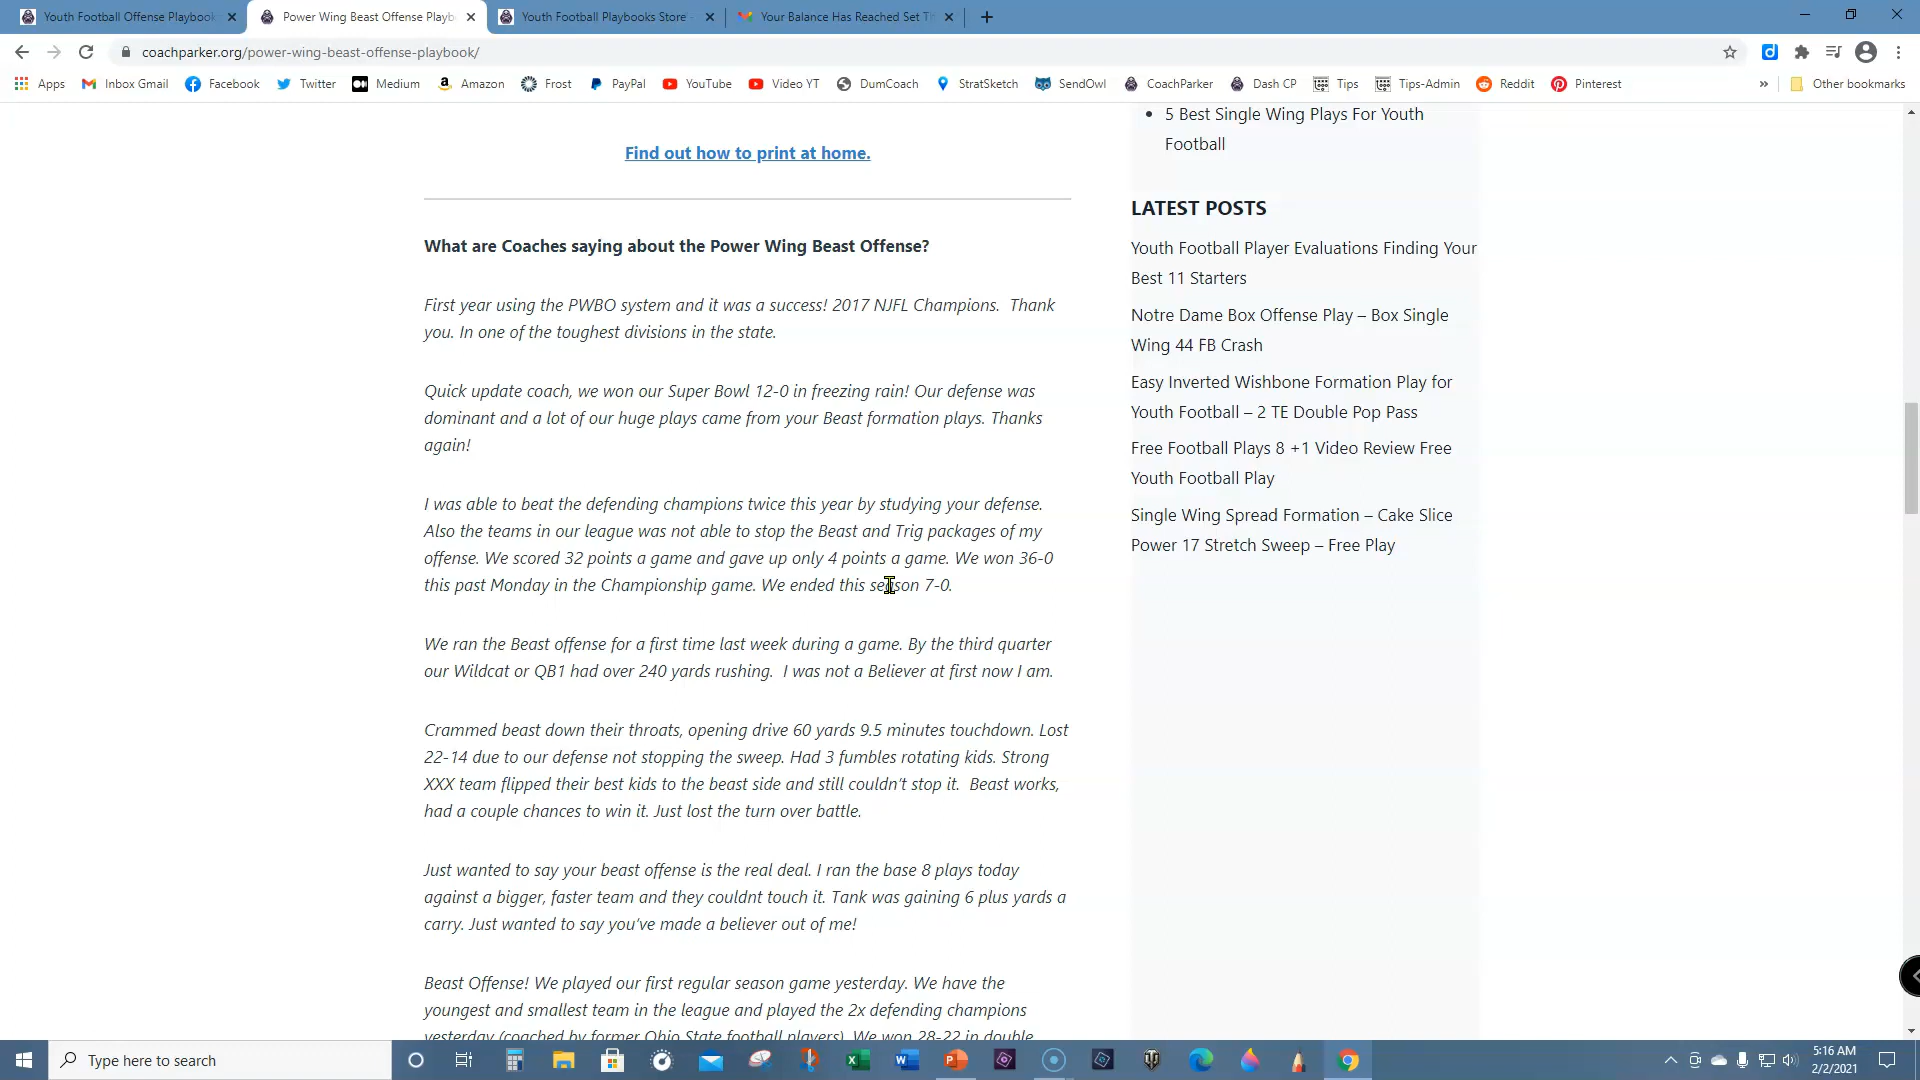 Youth Football Offense Playbook
Power Wing Beast Offense Playb
Youth Football Playbooks Store -
Your Balance Has Reached Set Th
coachparker.org/power-wing-beast-offense-playbook/
Apps
Inbox Gmail
Facebook
Twitter
Medium
Amazon
Frost
PayPal
YouTube
Video YT
DumCoach
StratSketch
SendOwl
CoachParker
Dash CP
Tips
Tips-Admin
Reddit
Pinterest
»
Other bookmarks
Find out how to print at home.
What are Coaches saying about the Power Wing Beast Offense?
First year using the PWBO system and it was a success! 2017 NJFL Champions.  Thank
you. In one of the toughest divisions in the state.
Quick update coach, we won our Super Bowl 12-0 in freezing rain! Our defense was
dominant and a lot of our huge plays came from your Beast formation plays. Thanks
again!
I was able to beat the defending champions twice this year by studying your defense.
Also the teams in our league was not able to stop the Beast and Trig packages of my
offense. We scored 32 points a game and gave up only 4 points a game. We won 36-0
this past Monday in the Championship game. We ended this season 7-0.
We ran the Beast offense for a first time last week during a game. By the third quarter
our Wildcat or QB1 had over 240 yards rushing.  I was not a Believer at first now I am.
Crammed beast down their throats, opening drive 60 yards 9.5 minutes touchdown. Lost
22-14 due to our defense not stopping the sweep. Had 3 fumbles rotating kids. Strong
XXX team flipped their best kids to the beast side and still couldn't stop it.  Beast works,
had a couple chances to win it. Just lost the turn over battle.
Just wanted to say your beast offense is the real deal. I ran the base 8 plays today
against a bigger, faster team and they couldnt touch it. Tank was gaining 6 plus yards a
carry. Just wanted to say you've made a believer out of me!
Beast Offense! We played our first regular season game yesterday. We have the
youngest and smallest team in the league and played the 2x defending champions
yesterday (coached by former Ohio State football players). We won 28-22 in double
• 5 Best Single Wing Plays For Youth
Football
LATEST POSTS
Youth Football Player Evaluations Finding Your
Best 11 Starters
Notre Dame Box Offense Play – Box Single
Wing 44 FB Crash
Easy Inverted Wishbone Formation Play for
Youth Football – 2 TE Double Pop Pass
Free Football Plays 8 +1 Video Review Free
Youth Football Play
Single Wing Spread Formation – Cake Slice
Power 17 Stretch Sweep – Free Play
Type here to search
5:16 AM
2/2/2021